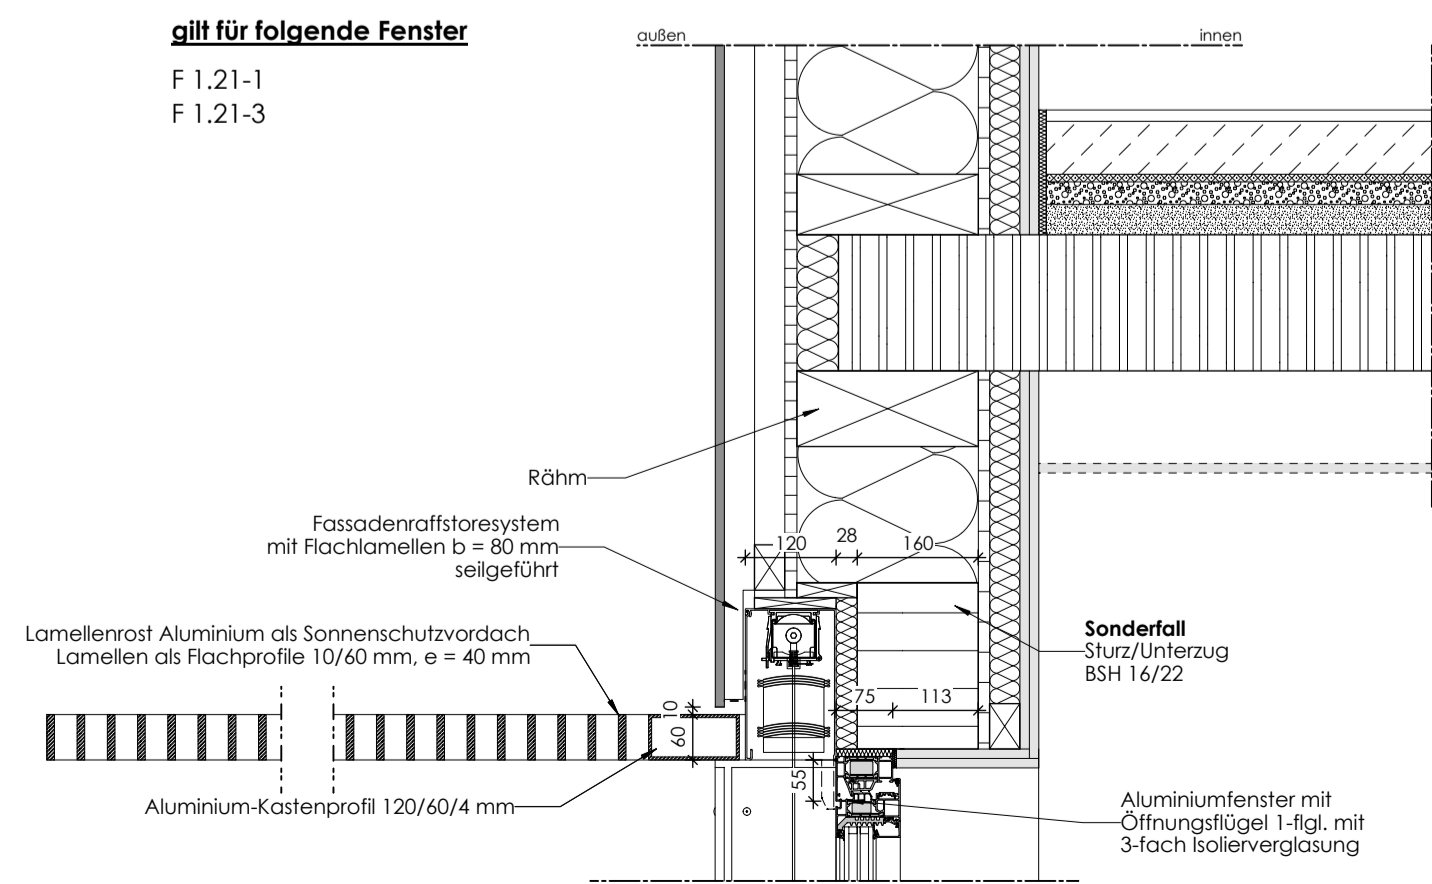 gilt für folgende Fenster
F 1.21-1
F 1.21-3
außen
innen
Rähm
Fassadenraffstoresystem
mit Flachlamellen b = 80 mm
seilgeführt
120
28
160
Lamellenrost Aluminium als Sonnenschutzvordach
Lamellen als Flachprofile 10/60 mm, e = 40 mm
Sonderfall
Sturz/Unterzug
BSH 16/22
75
113
10
60
55
Aluminium-Kastenprofil 120/60/4 mm
Aluminiumfenster mit
Öffnungsflügel 1-flgl. mit
3-fach Isolierverglasung